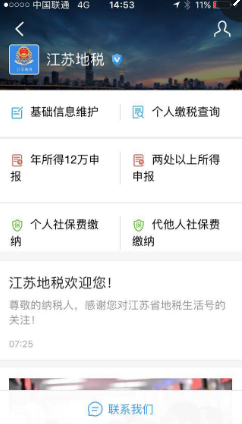 中国联通 4G 14:53 11%
江苏地税
基础信息维护 个人缴税查询
年所得12万申 两处以上所得
报 申报
个人社保费缴 代他人社保费
纳 缴纳
江苏地税欢迎您！
尊敬的纳税人，感谢您对江苏省地税生活号的
关注！
07:25
联系我们